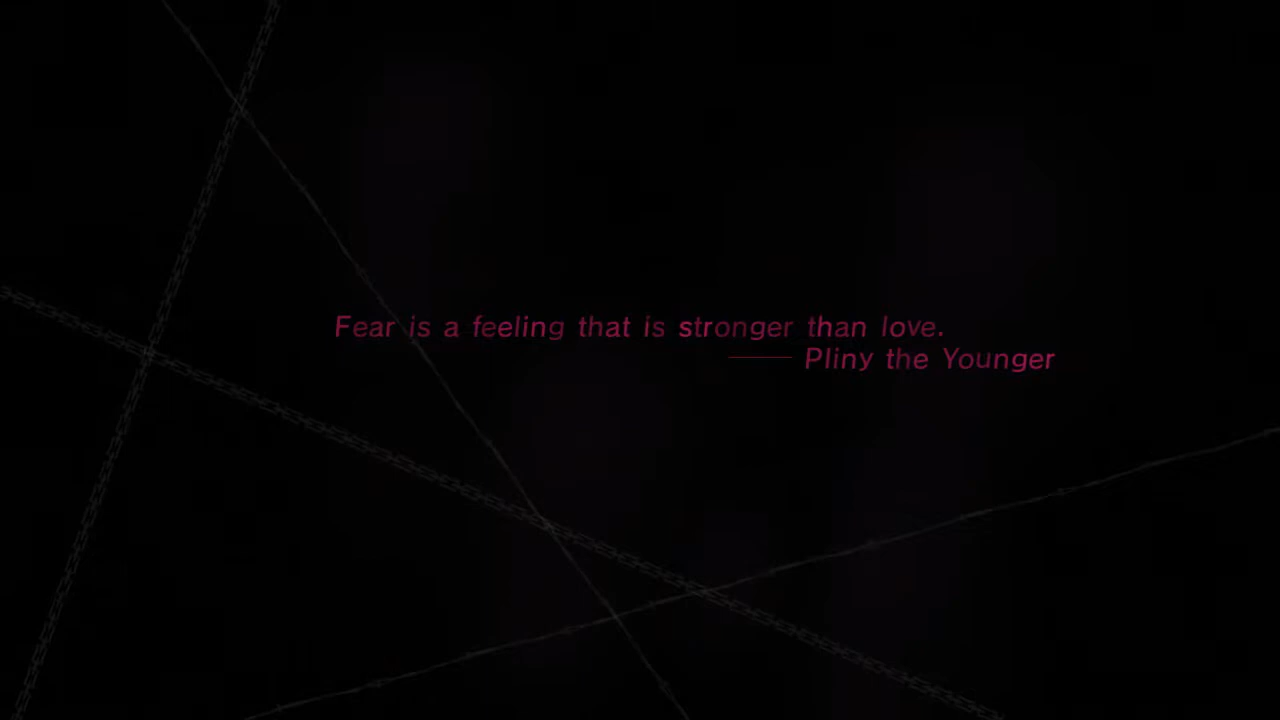 Fear is a feeling that is stronger than love.
—— Pliny the Younger